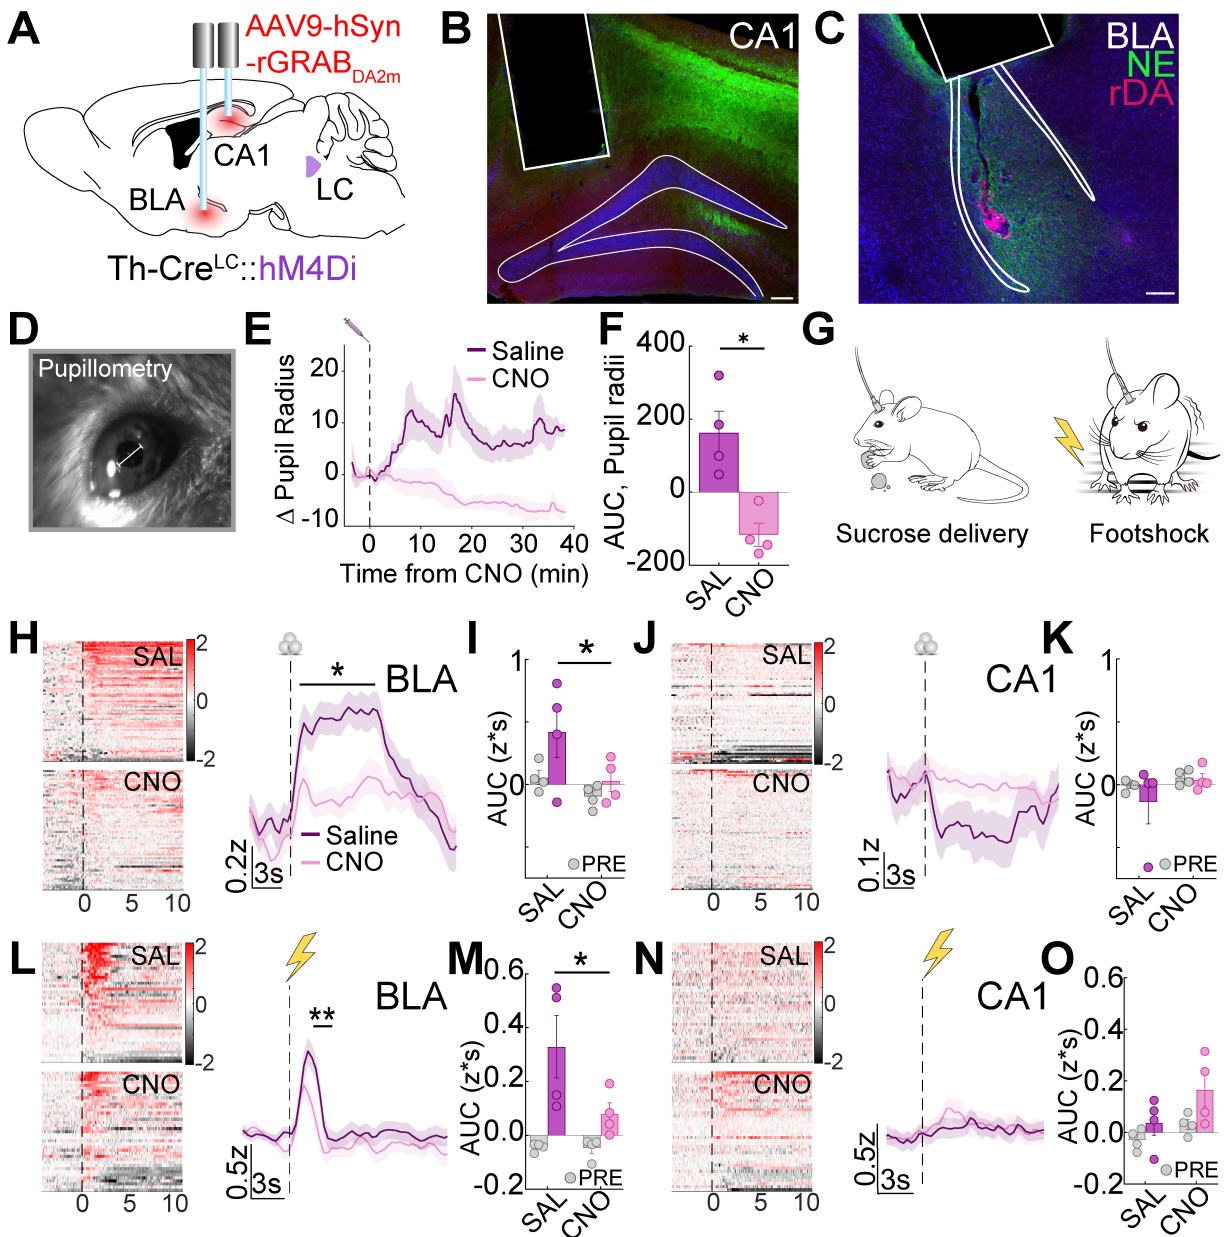 A
AAV9-hSyn
-rGRAB DA2m
CA1
BLA
LC
Th-Cre LC::hM4Di
B
CA1
C
BLA
NE
rDA
D
Pupillometry
E
Δ Pupil Radius
20
10
0
-10
Saline
CNO
0
10
20
30
40
Time from CNO (min)
F
AUC, Pupil radii
400
200
0
-200
*
SAL
CNO
G
Sucrose delivery
Footshock
H
SAL
2
0
-2
CNO
0
5
10
BLA
*
Saline
CNO
0.2z
3s
I
AUC (z*s)
1
0
*
PRE
SAL
CNO
J
SAL
2
0
-2
CNO
0
5
10
CA1
0.1z
3s
K
AUC (z*s)
1
0
PRE
SAL
CNO
L
SAL
2
0
-2
CNO
0
5
10
BLA
**
0.5z
3s
M
AUC (z*s)
0.6
0.4
0.2
0.0
-0.2
*
PRE
SAL
CNO
N
SAL
2
0
-2
CNO
0
5
10
CA1
0.5z
3s
O
AUC (z*s)
0.6
0.4
0.2
0.0
-0.2
PRE
SAL
CNO